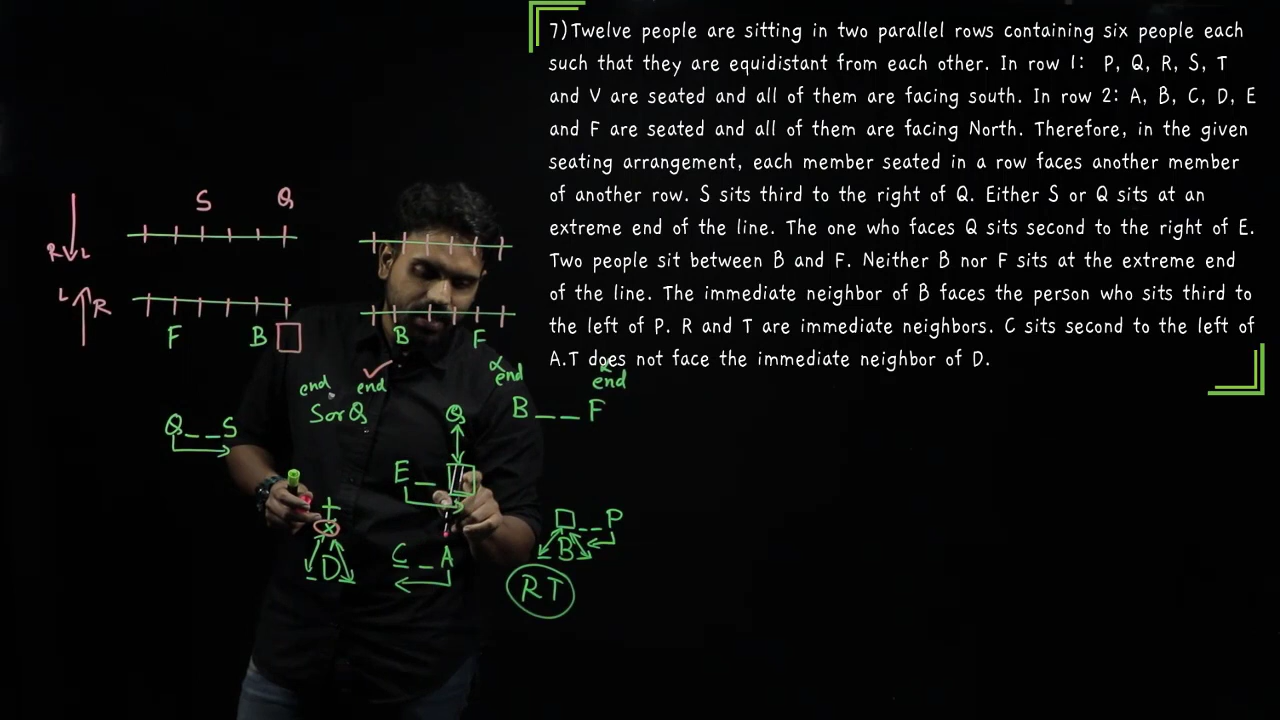 7)Twelve people are sitting in two parallel rows containing six people each
such that they are equidistant from each other. In row 1: P, Q, R, S, T
and V are seated and all of them are facing south. In row 2: A, B, C, D, E
and F are seated and all of them are facing North. Therefore, in the given
seating arrangement, each member seated in a row faces another member
of another row. S sits third to the right of Q. Either S or Q sits at an
extreme end of the line. The one who faces Q sits second to the right of E.
Two people sit between B and F. Neither B nor F sits at the extreme end
of the line. The immediate neighbor of B faces the person who sits third to
the left of P. R and T are immediate neighbors. C sits second to the left of
A.T does not face the immediate neighbor of D.
S Q
R L
L R
F B
B F
end end
S or Q
end end
B _ _ F
Q _ _ S
Q
E _
_ _ P
B
T
D
C _ A
R T